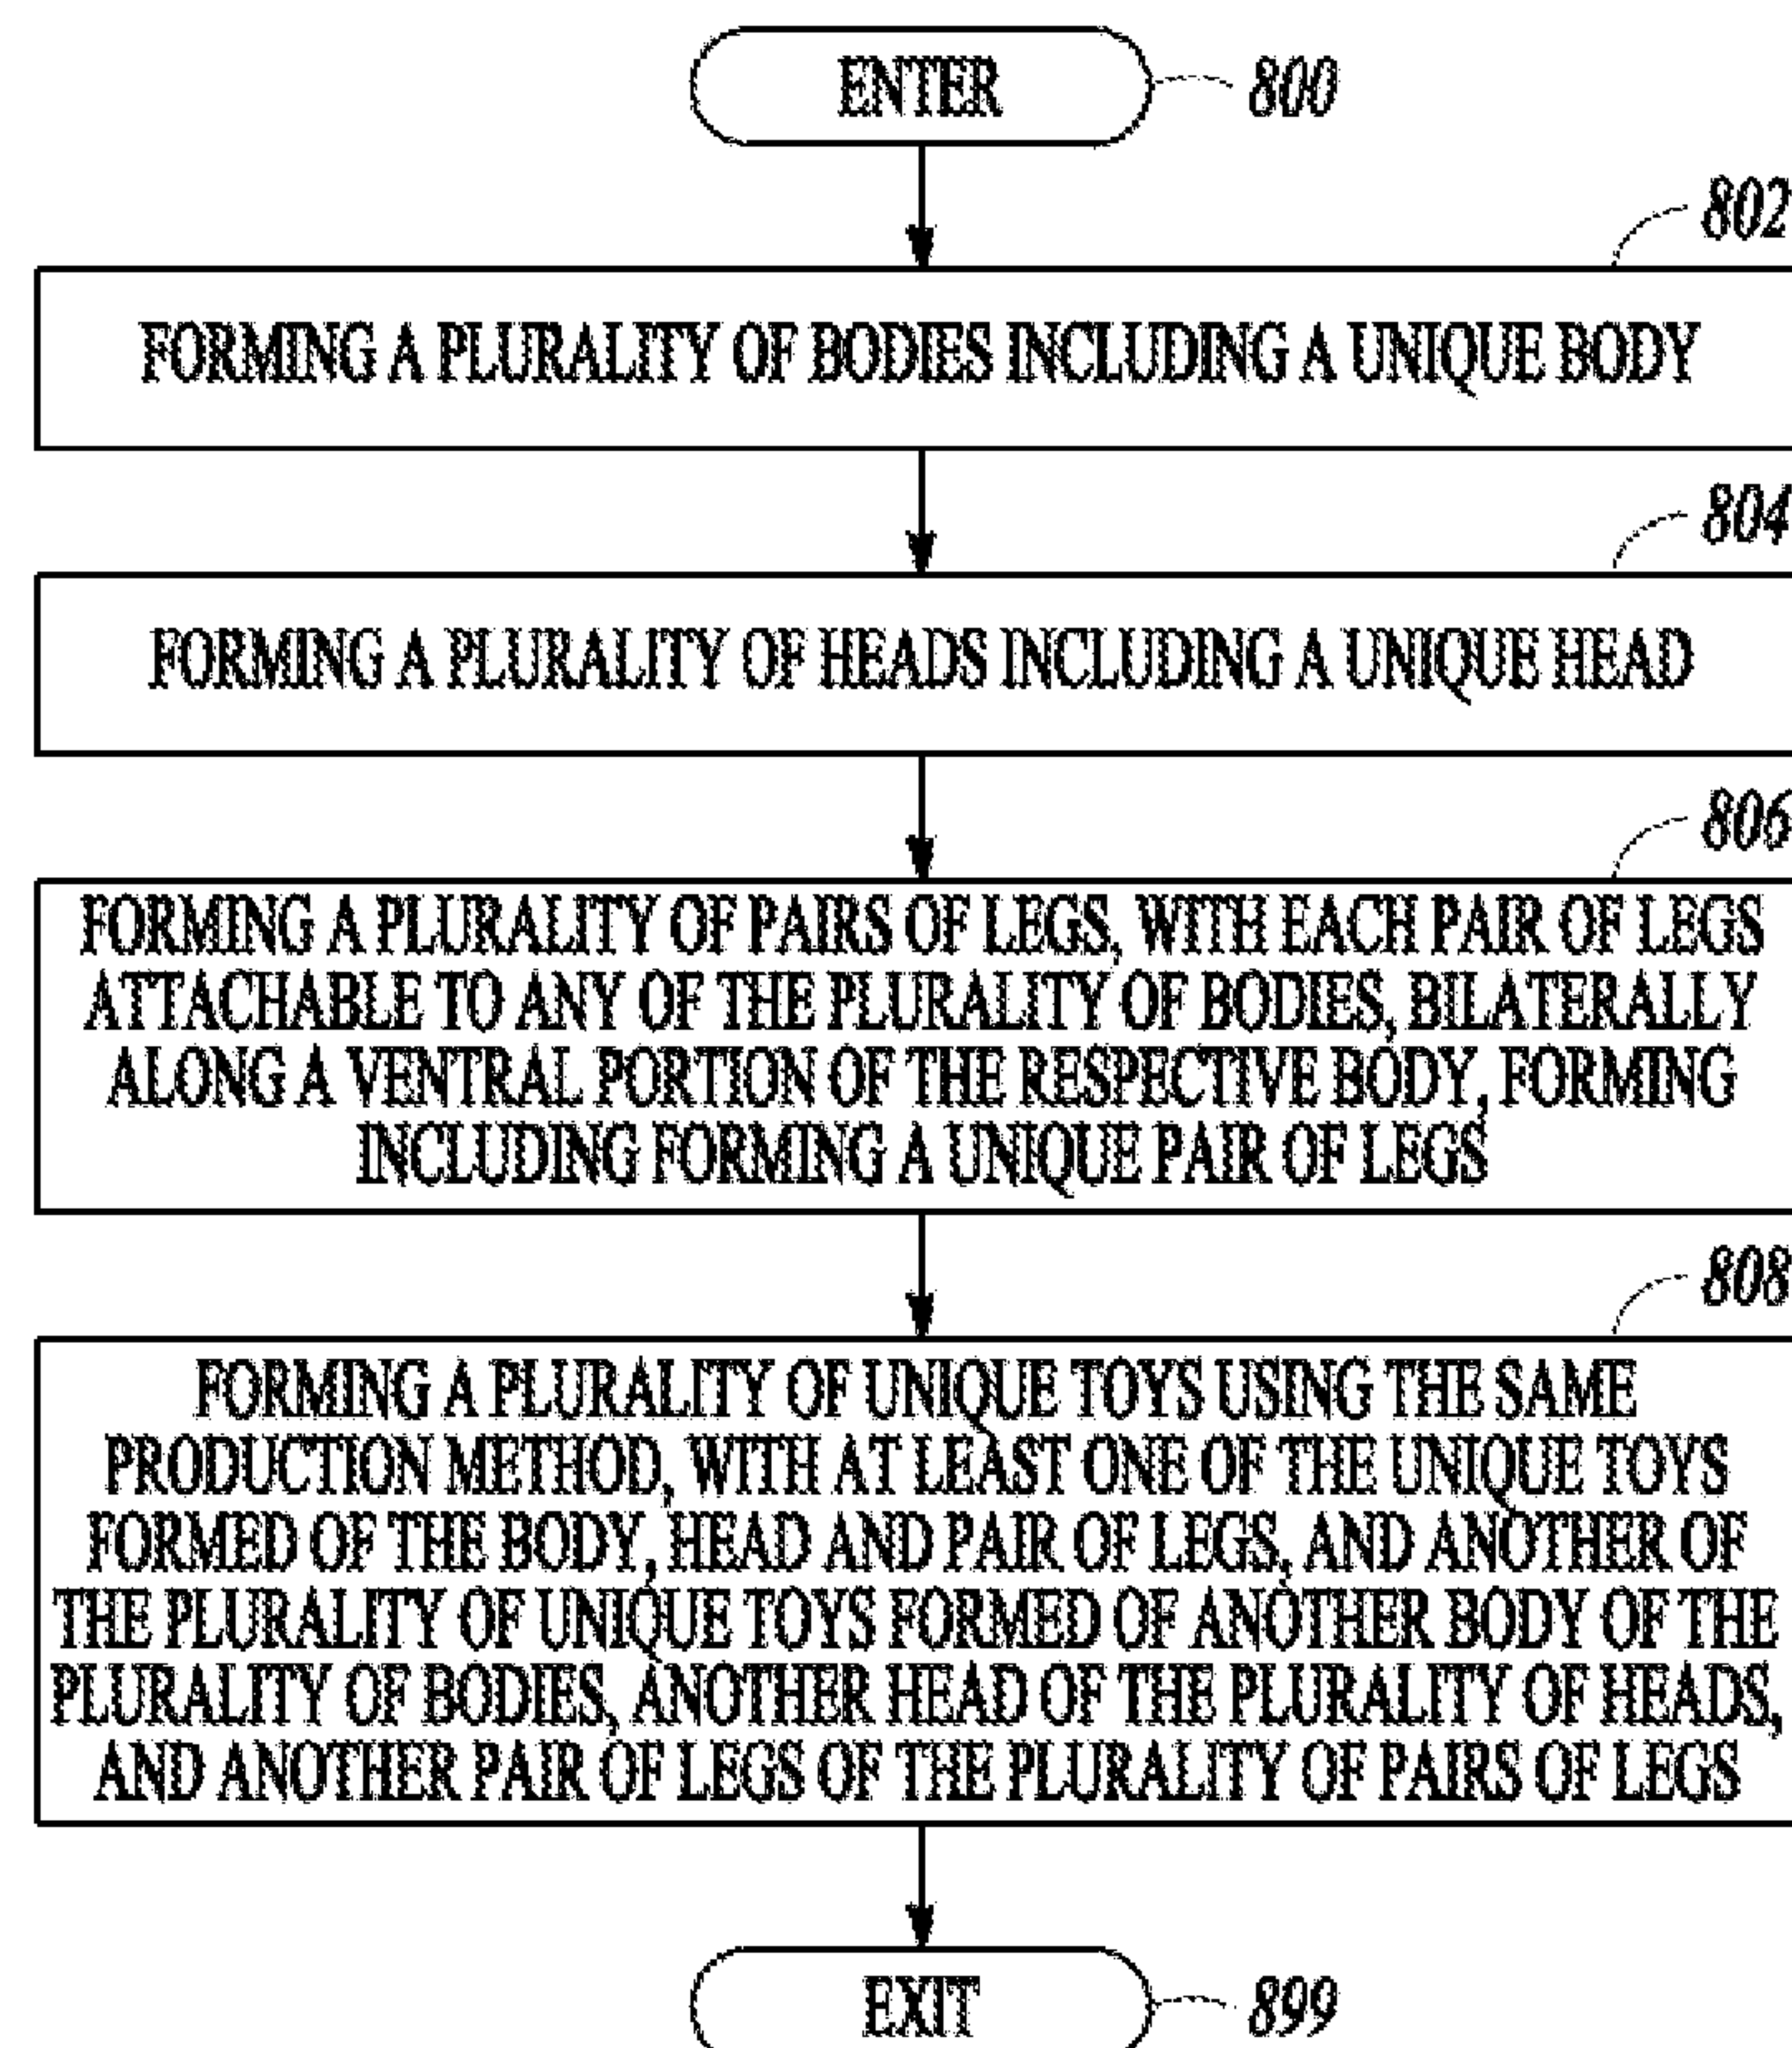 ENTER
800
802
FORMING A PLURALITY OF BODIES INCLUDING A UNIQUE BODY
804
FORMING A PLURALITY OF HEADS INCLUDING A UNIQUE HEAD
806
FORMING A PLURALITY OF PAIRS OF LEGS, WITH EACH PAIR OF LEGS
ATTACHABLE TO ANY OF THE PLURALITY OF BODIES, BILATERALLY
ALONG A VENTRAL PORTION OF THE RESPECTIVE BODY, FORMING
INCLUDING FORMING A UNIQUE PAIR OF LEGS
808
FORMING A PLURALITY OF UNIQUE TOYS USING THE SAME
PRODUCTION METHOD, WITH AT LEAST ONE OF THE UNIQUE TOYS
FORMED OF THE BODY, HEAD AND PAIR OF LEGS, AND ANOTHER OF
THE PLURALITY OF UNIQUE TOYS FORMED OF ANOTHER BODY OF THE
PLURALITY OF BODIES, ANOTHER HEAD OF THE PLURALITY OF HEADS,
AND ANOTHER PAIR OF LEGS OF THE PLURALITY OF PAIRS OF LEGS
EXIT
899